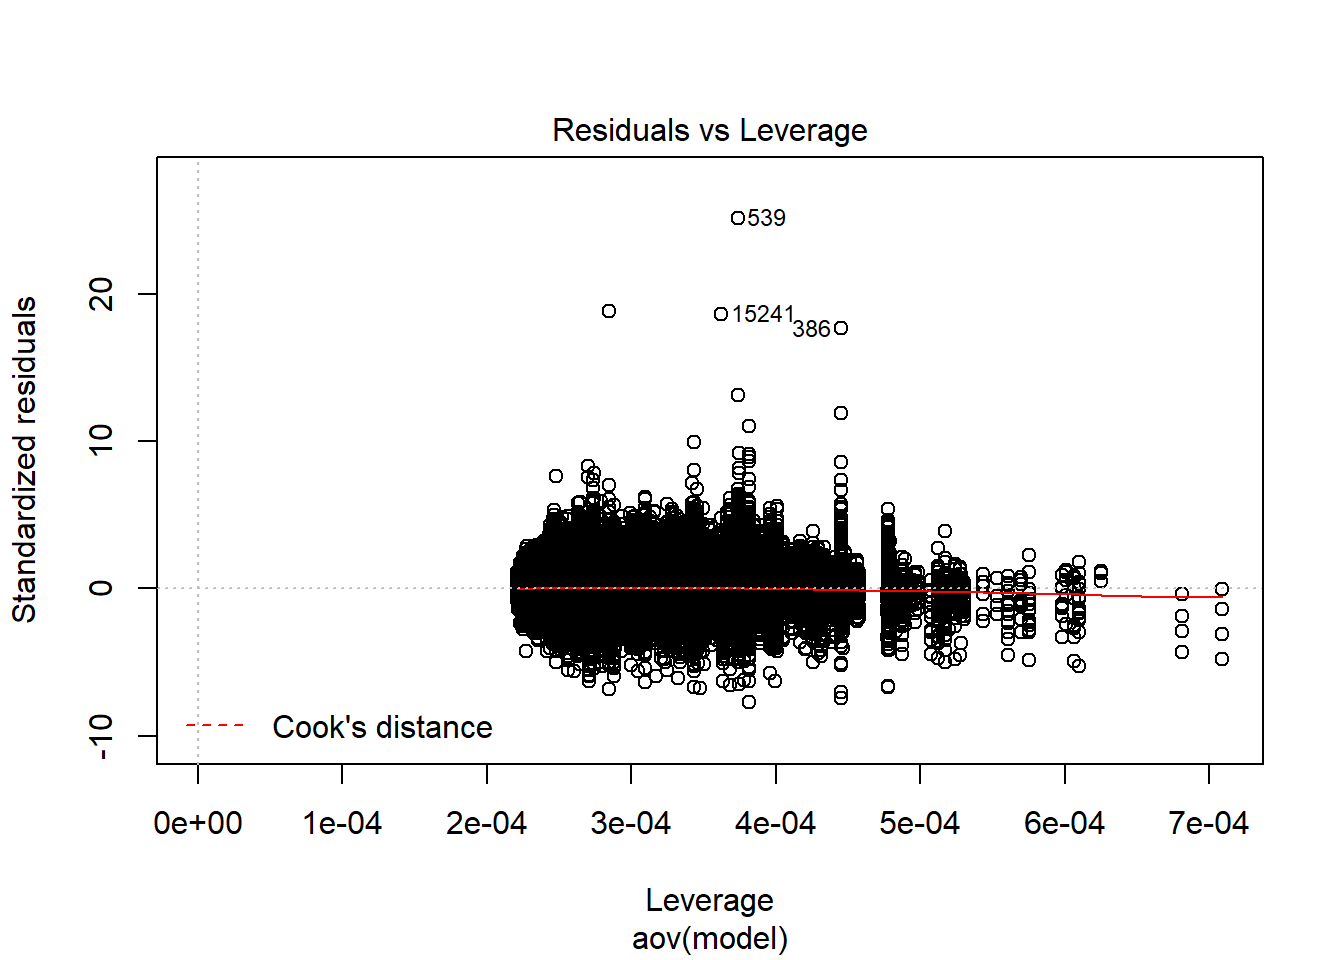 Residuals vs Leverage
Standardized residuals
20
10
0
-10
539
15241
386
Cook's distance
0e+00 1e-04 2e-04 3e-04 4e-04 5e-04 6e-04 7e-04
Leverage
aov(model)